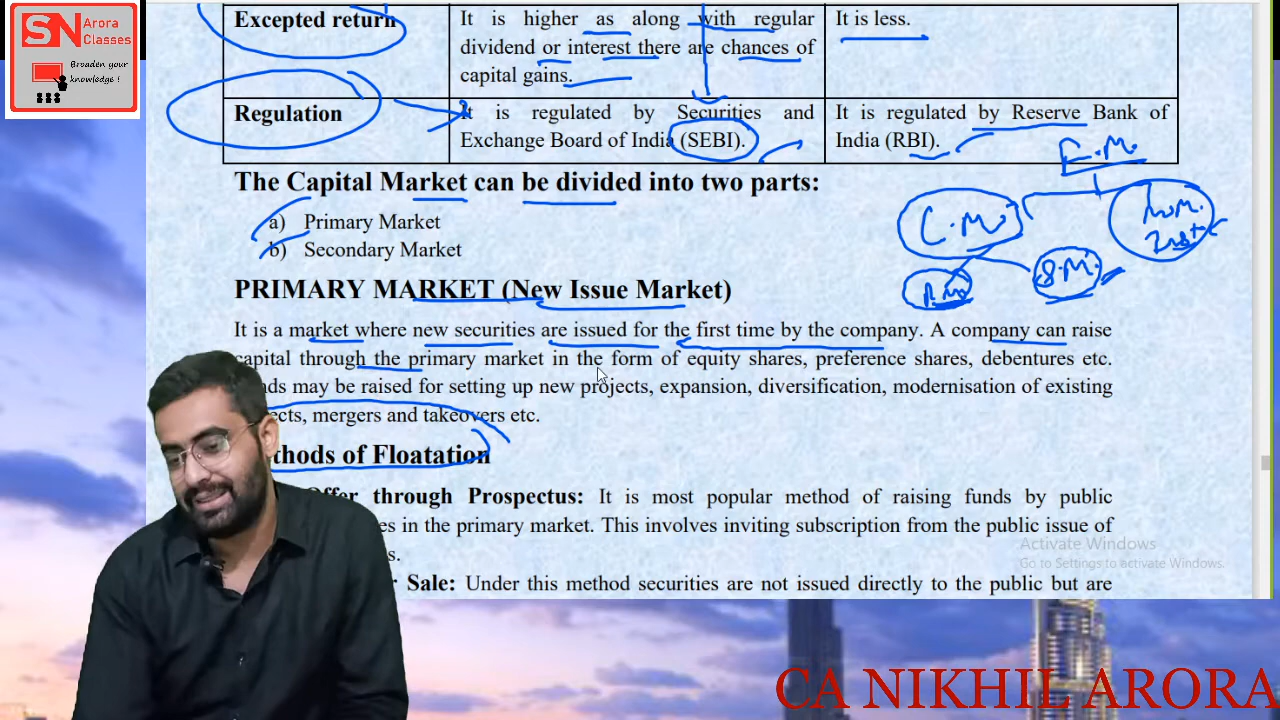 SN Arora Classes
Broaden your knowledge !
Excepted return
It is higher as along with regular dividend or interest there are chances of capital gains.
It is less.
Regulation
It is regulated by Securities and Exchange Board of India (SEBI).
It is regulated by Reserve Bank of India (RBI).
F.M.
C.M.
M.M.
P.M.
S.M.
The Capital Market can be divided into two parts:
a) Primary Market
b) Secondary Market
PRIMARY MARKET (New Issue Market)
It is a market where new securities are issued for the first time by the company. A company can raise
capital through the primary market in the form of equity shares, preference shares, debentures etc.
may be raised for setting up new projects, expansion, diversification, modernisation of existing
mergers and takeovers etc.
of Floatation
Offer through Prospectus: It is most popular method of raising funds by public
in the primary market. This involves inviting subscription from the public issue of
Activate Windows
Go to Settings to activate Windows.
Sale: Under this method securities are not issued directly to the public but are
CA NIKHIL ARORA